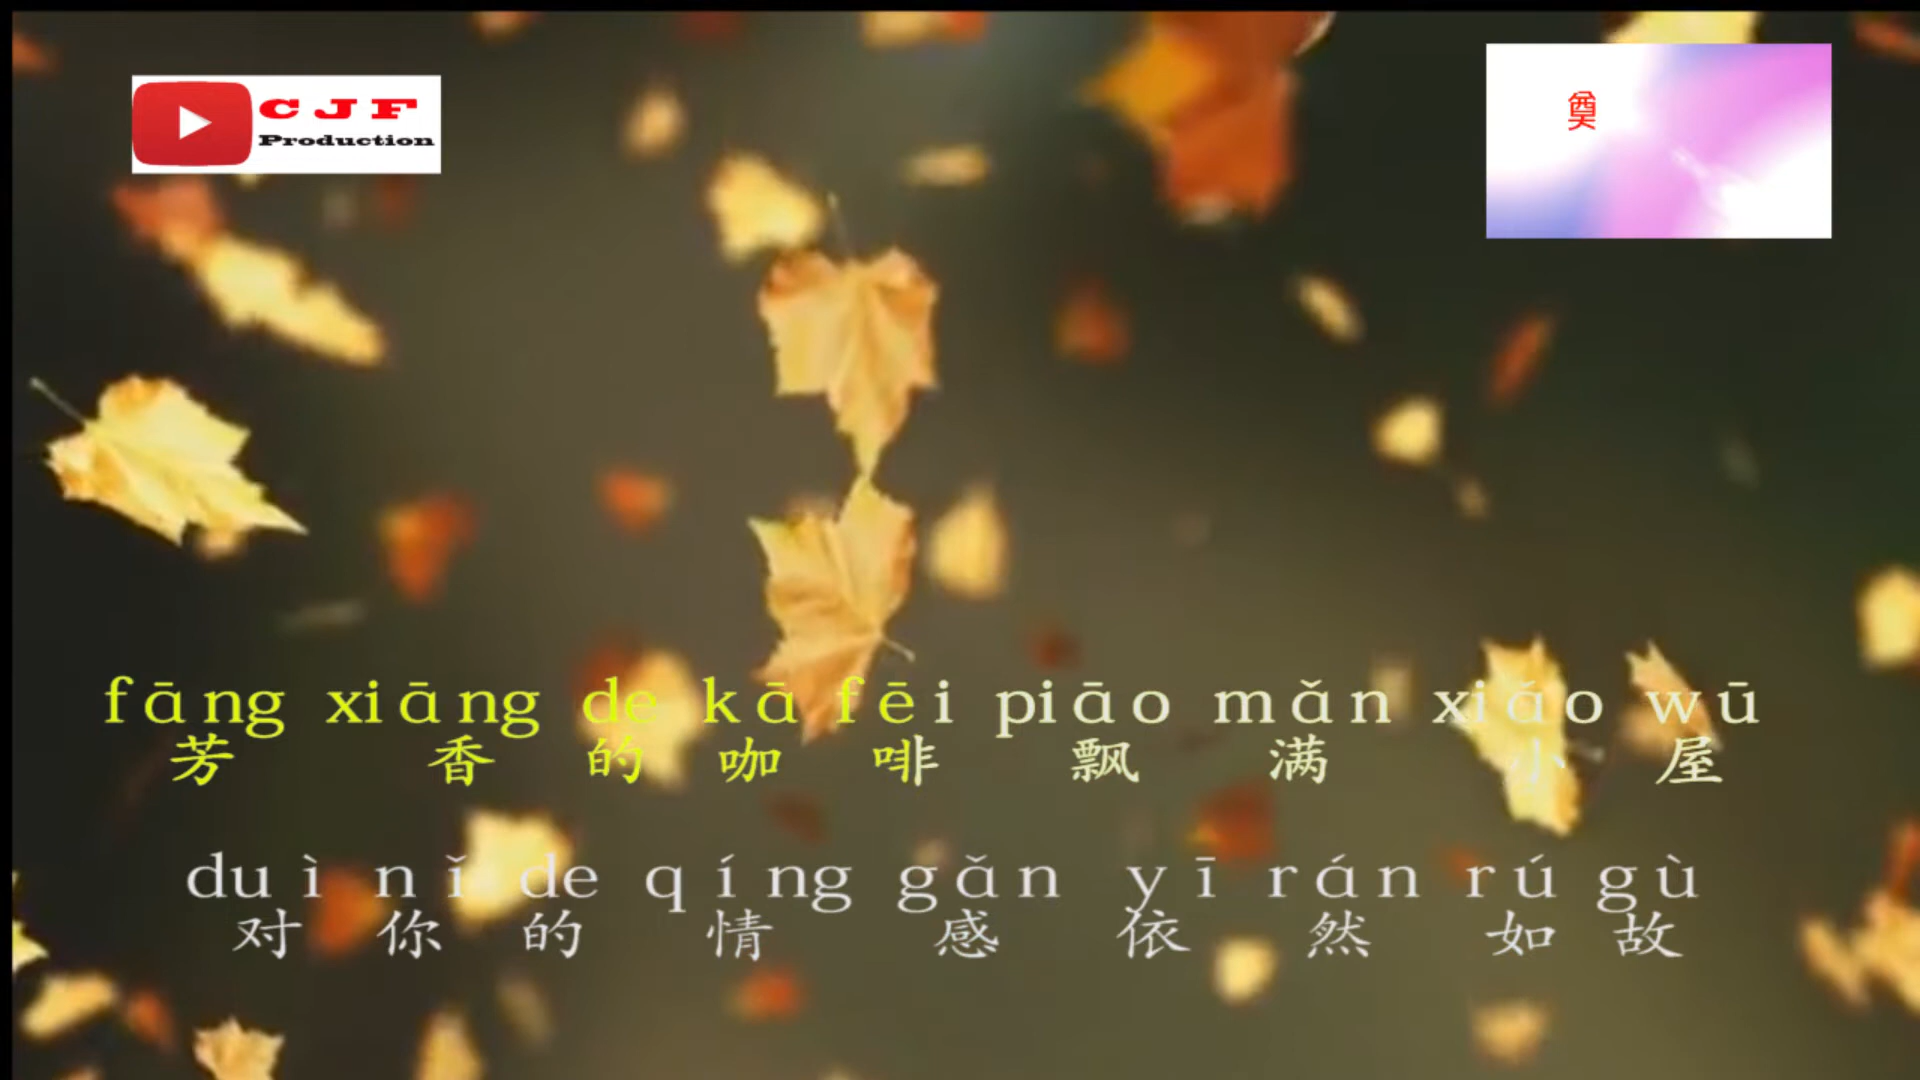 C J F
Production
奠
fāng xiāng de kā fēi piāo mǎn xiǎo wū
芳 香 的 咖 啡 飘 满 小 屋
duì nǐ de qíng gǎn yī rán rú gù
对 你 的 情 感 依 然 如 故